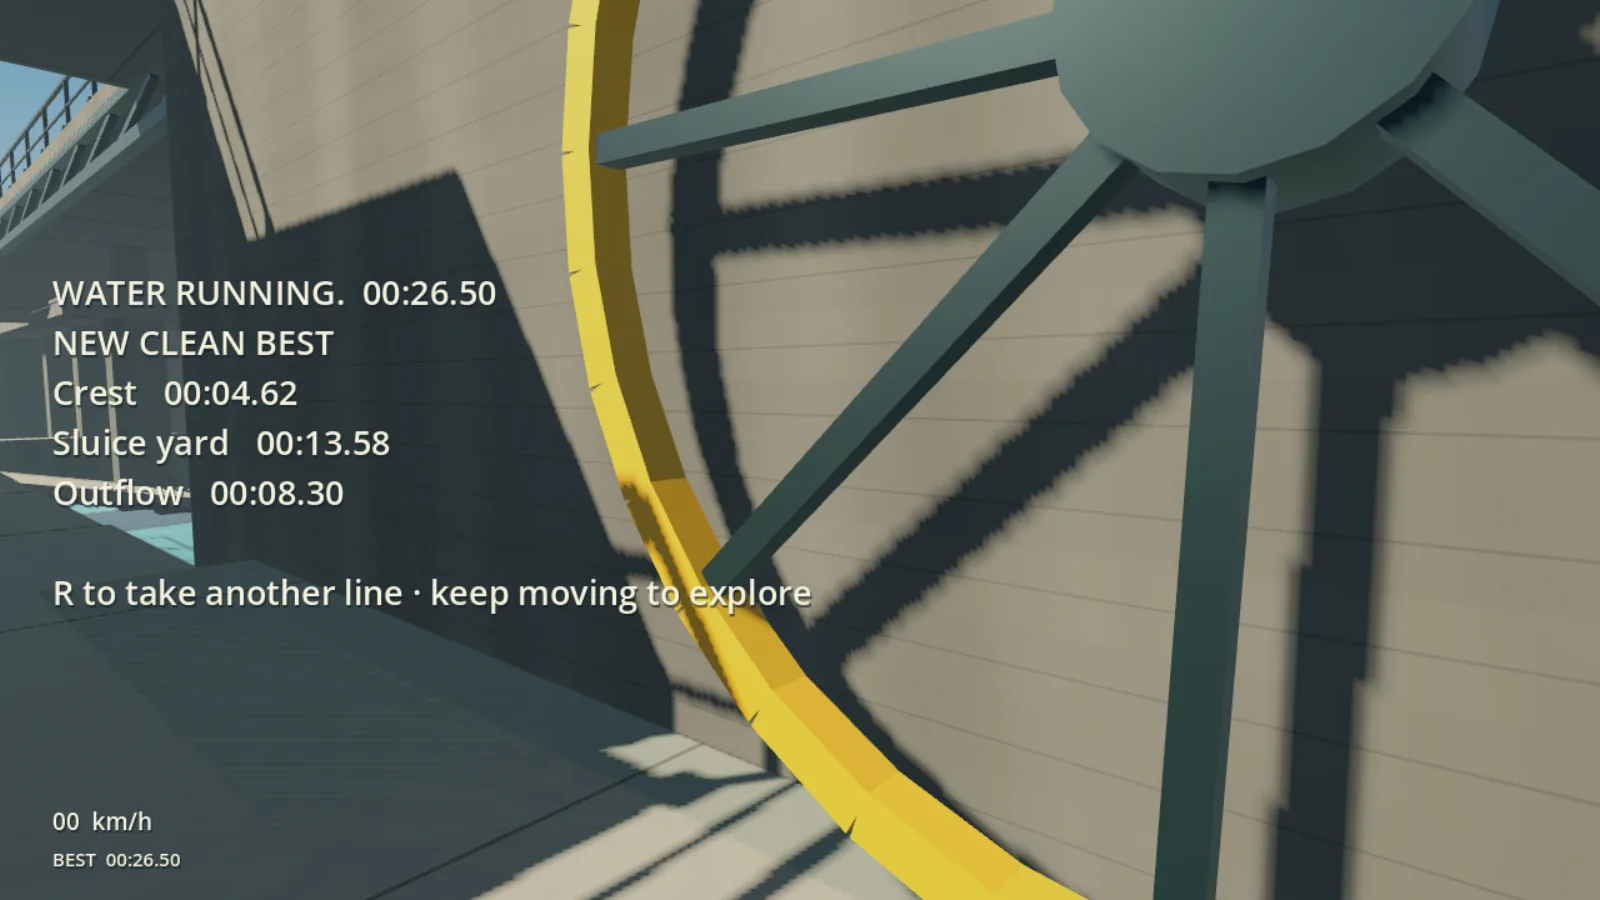 WATER RUNNING. 00:26.50
NEW CLEAN BEST
Crest 00:04.62
Sluice yard 00:13.58
Outflow 00:08.30
R to take another line · keep moving to explore
00 km/h
BEST 00:26.50